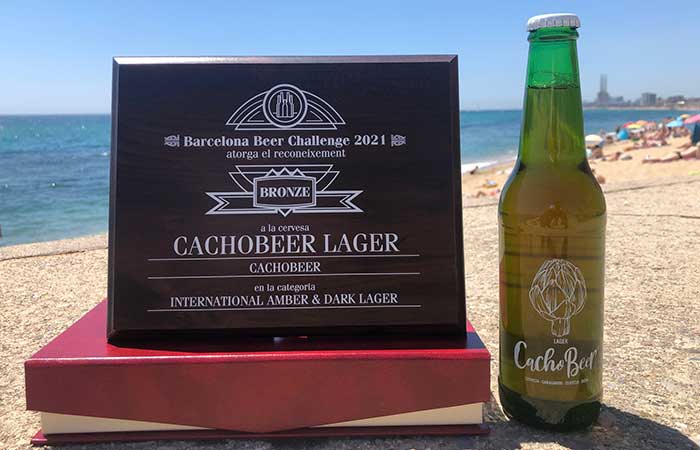 Barcelona Beer Challenge 2021
atorga el reconeixement
BRONZE
a la cervesa
CACHOBEER LAGER
CACHOBEER
en la categoria
INTERNATIONAL AMBER & DARK LAGER
LAGER
CachoBeer